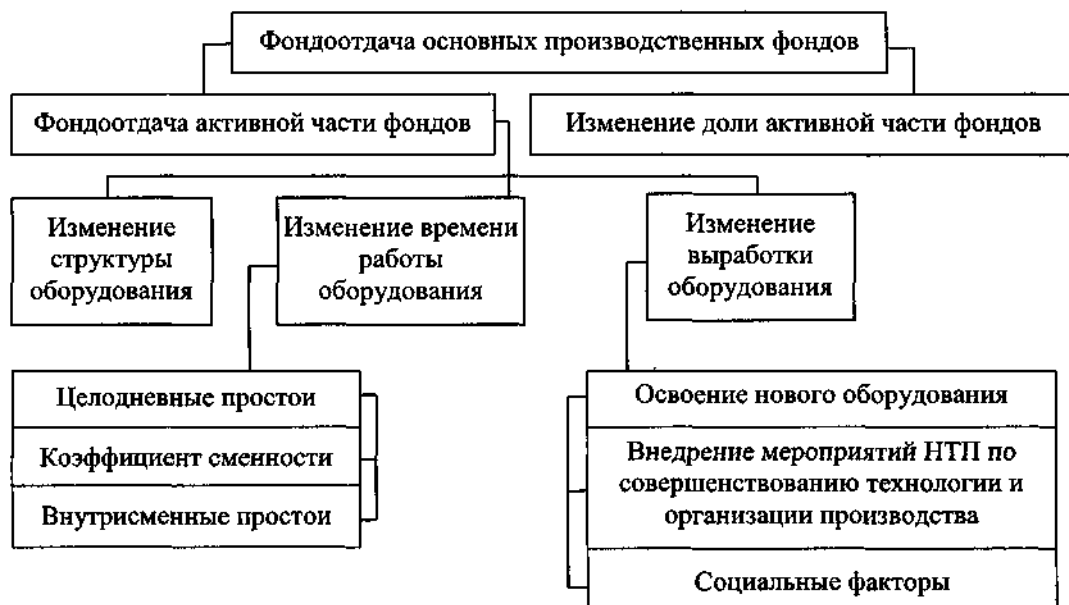 Фондоотдача основных производственных фондов
Фондоотдача активной части фондов
Изменение доли активной части фондов
Изменение
структуры
оборудования
Изменение времени
работы
оборудования
Изменение
выработки
оборудования
Целодневные простои
Коэффициент сменности
Внутрисменные простои
Освоение нового оборудования
Внедрение мероприятий НТП по
совершенствованию технологии и
организации производства
Социальные факторы